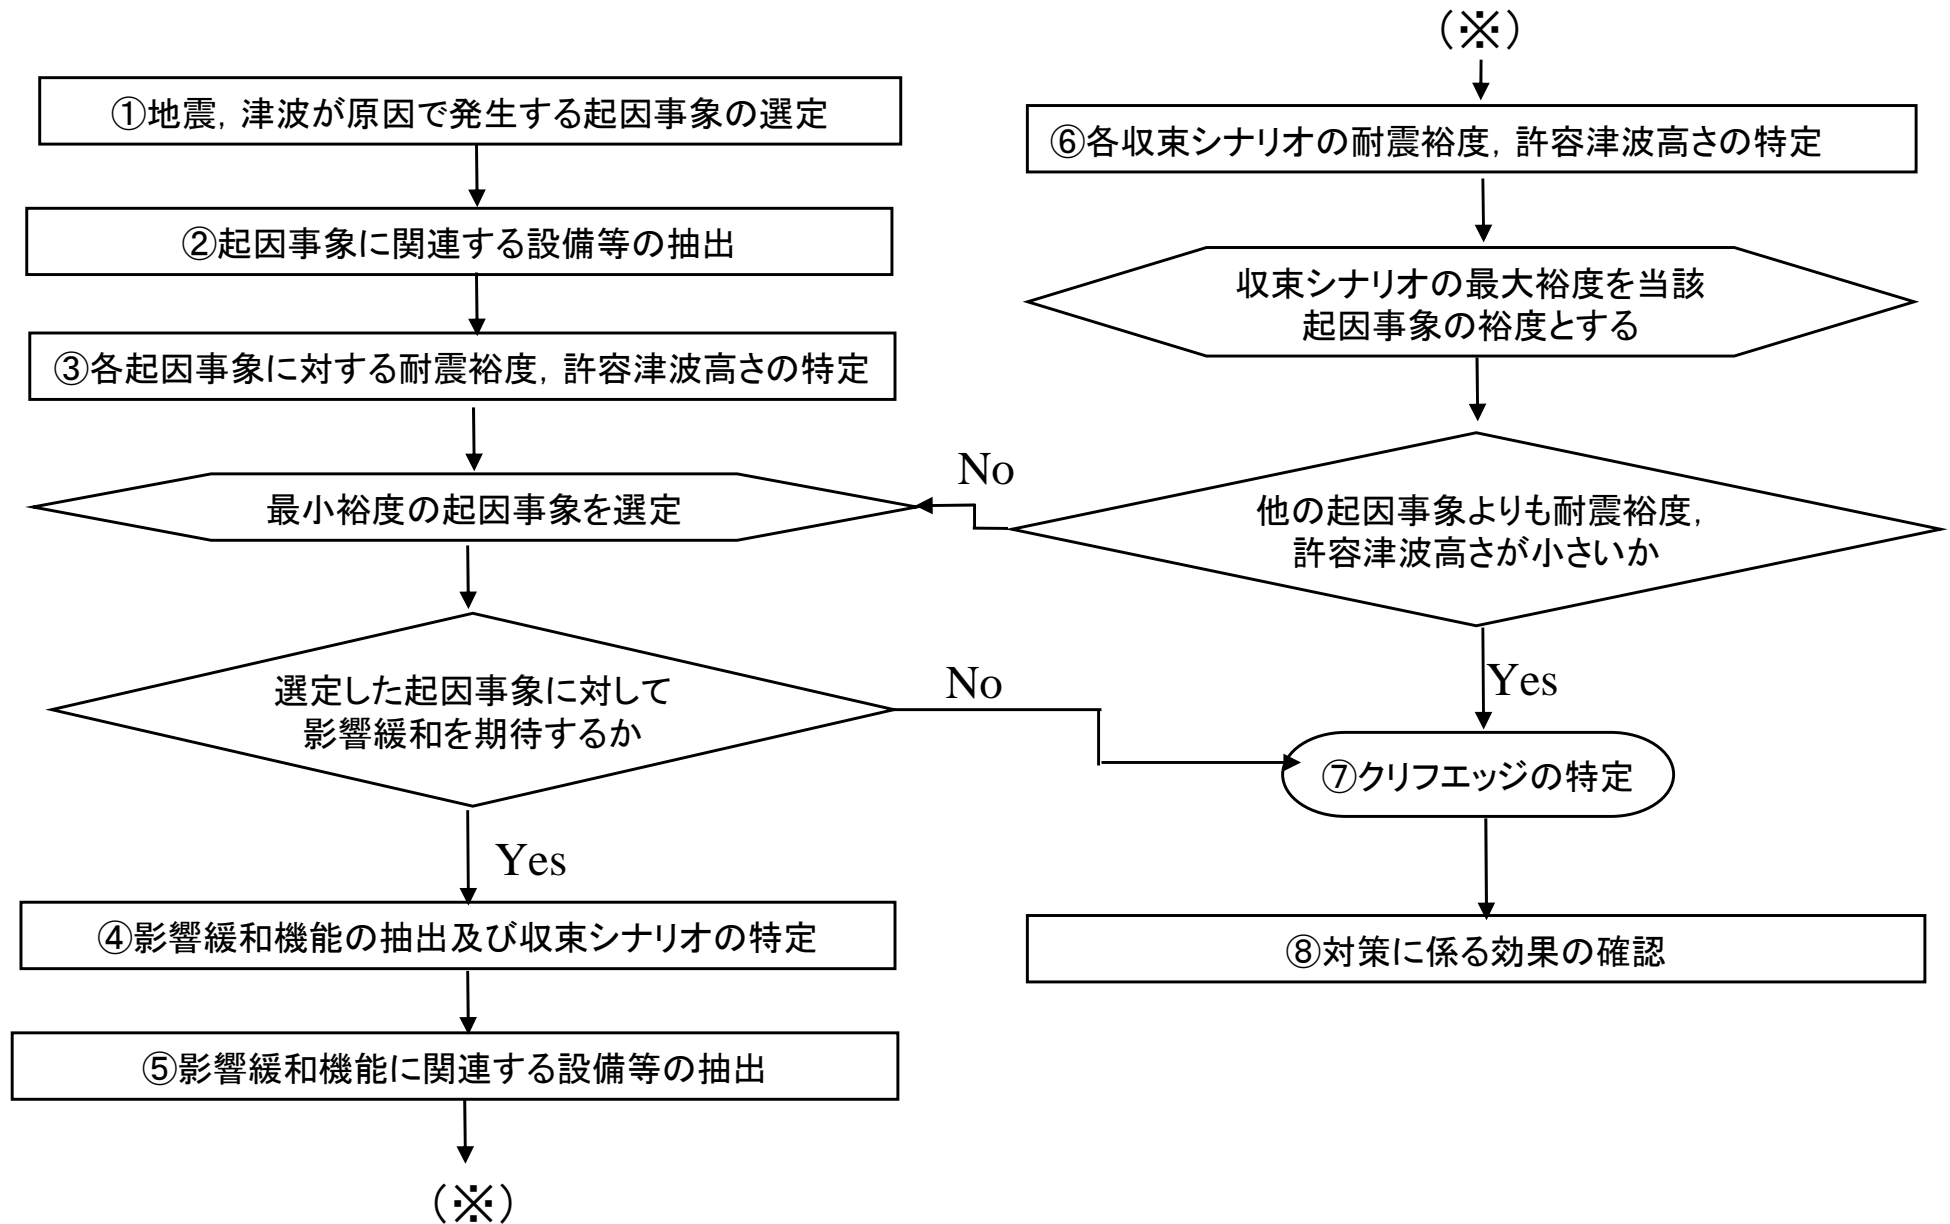 ①地震，津波が原因で発生する起因事象の選定
②起因事象に関連する設備等の抽出
③各起因事象に対する耐震裕度，許容津波高さの特定
最小裕度の起因事象を選定
選定した起因事象に対して
影響緩和を期待するか
No
Yes
④影響緩和機能の抽出及び収束シナリオの特定
⑤影響緩和機能に関連する設備等の抽出
（※）
（※）
⑥各収束シナリオの耐震裕度，許容津波高さの特定
収束シナリオの最大裕度を当該
起因事象の裕度とする
No
他の起因事象よりも耐震裕度，
許容津波高さが小さいか
Yes
⑦クリフエッジの特定
⑧対策に係る効果の確認